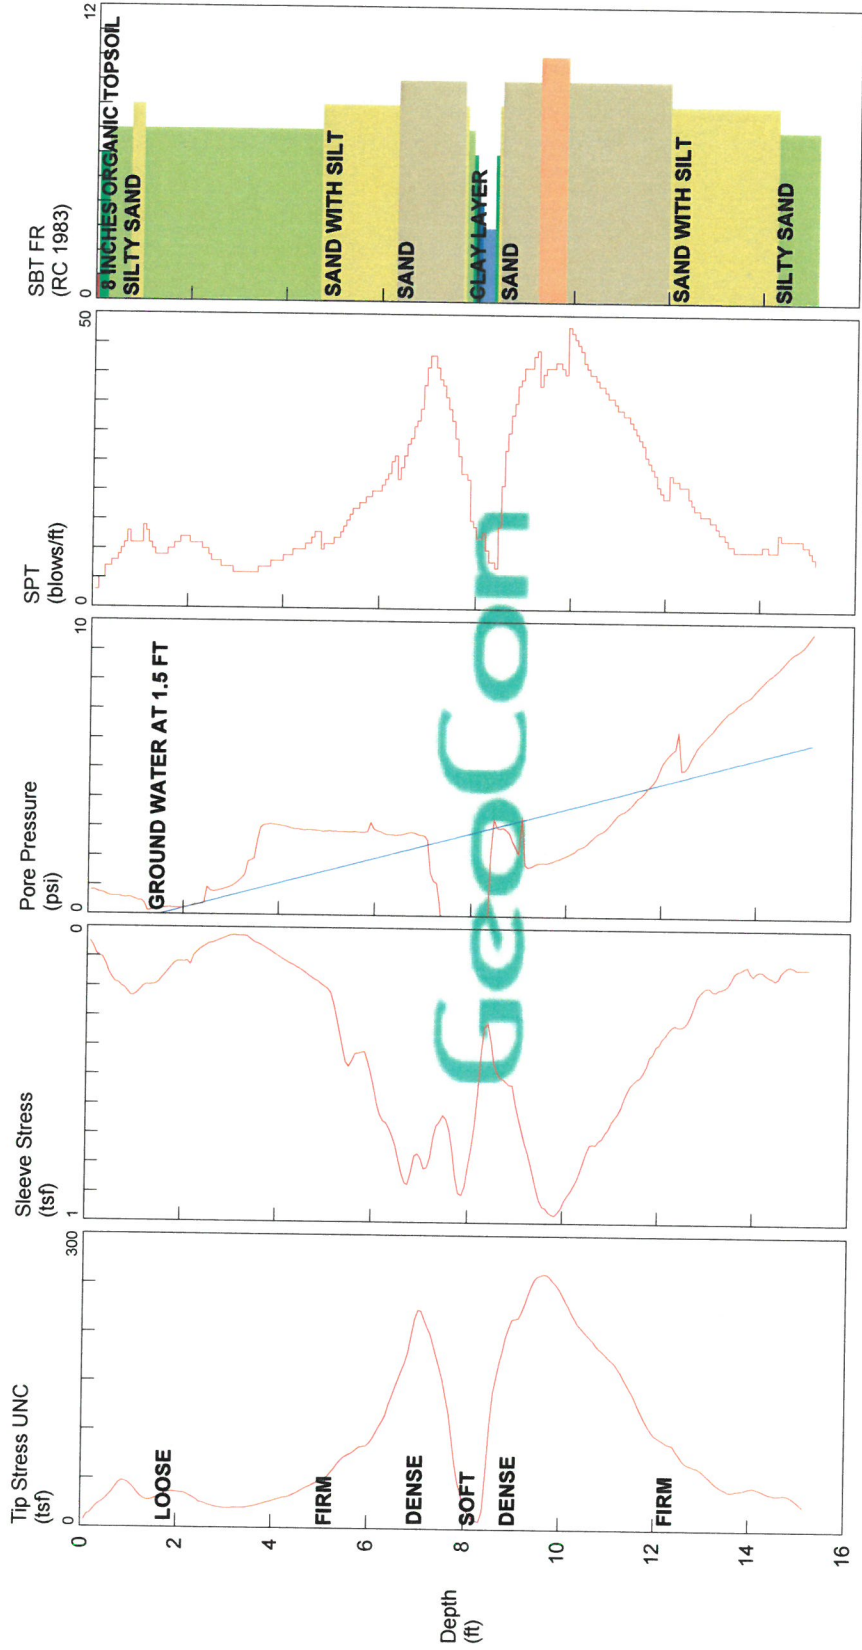 Depth
(ft)
0
2
4
6
8
10
12
14
16
Tip Stress UNC
(tsf)
0
300
LOOSE
FIRM
DENSE
SOFT
DENSE
FIRM
Sleeve Stress
(tsf)
1
0
Pore Pressure
(psi)
0
10
GROUND WATER AT 1.5 FT
SPT
(blows/ft)
0
50
SBT FR
(RC 1983)
0
12
8 INCHES ORGANIC TOPSOIL
SILTY SAND
SAND WITH SILT
SAND
CLAY LAYER
SAND
SAND WITH SILT
SILTY SAND
GeoCon